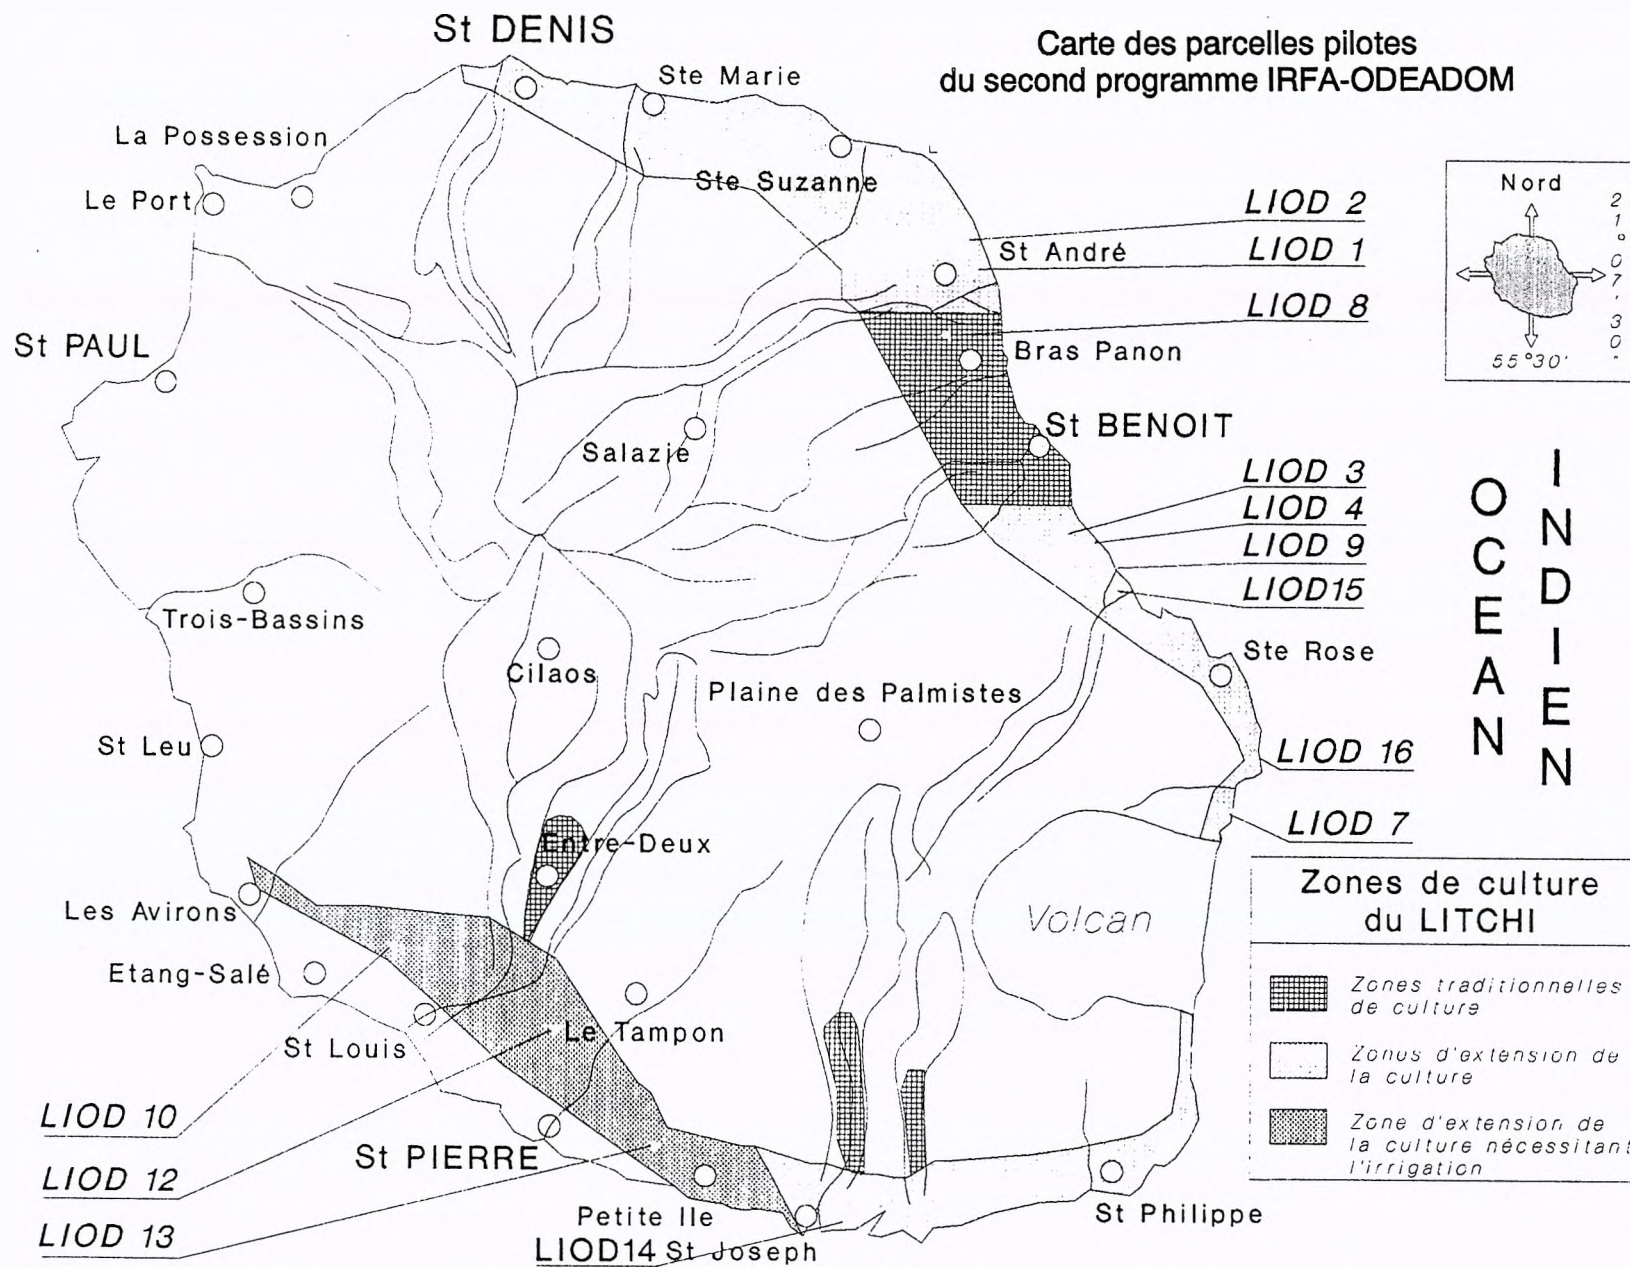 Carte des parcelles pilotes
du second programme IRFA-ODEADOM
St DENIS
Ste Marie
La Possession
Le Port
Ste Suzanne
LIOD 2
St André
LIOD 1
LIOD 8
Nord
21°07'30"
55°30'
St PAUL
Bras Panon
St BENOIT
Salazie
LIOD 3
LIOD 4
LIOD 9
LIOD15
OCEAN
INDIEN
Trois-Bassins
Cilaos
Ste Rose
Plaine des Palmistes
St Leu
LIOD 16
LIOD 7
Entre-Deux
Les Avirons
Volcan
Etang-Salé
St Louis
Le Tampon
Zones de culture
du LITCHI
Zones traditionnelles
de culture
Zones d'extension de
la culture
Zone d'extension de
la culture nécessitant
l'irrigation
LIOD 10
LIOD 12
LIOD 13
St PIERRE
Petite Ile
LIOD14
St Joseph
St Philippe